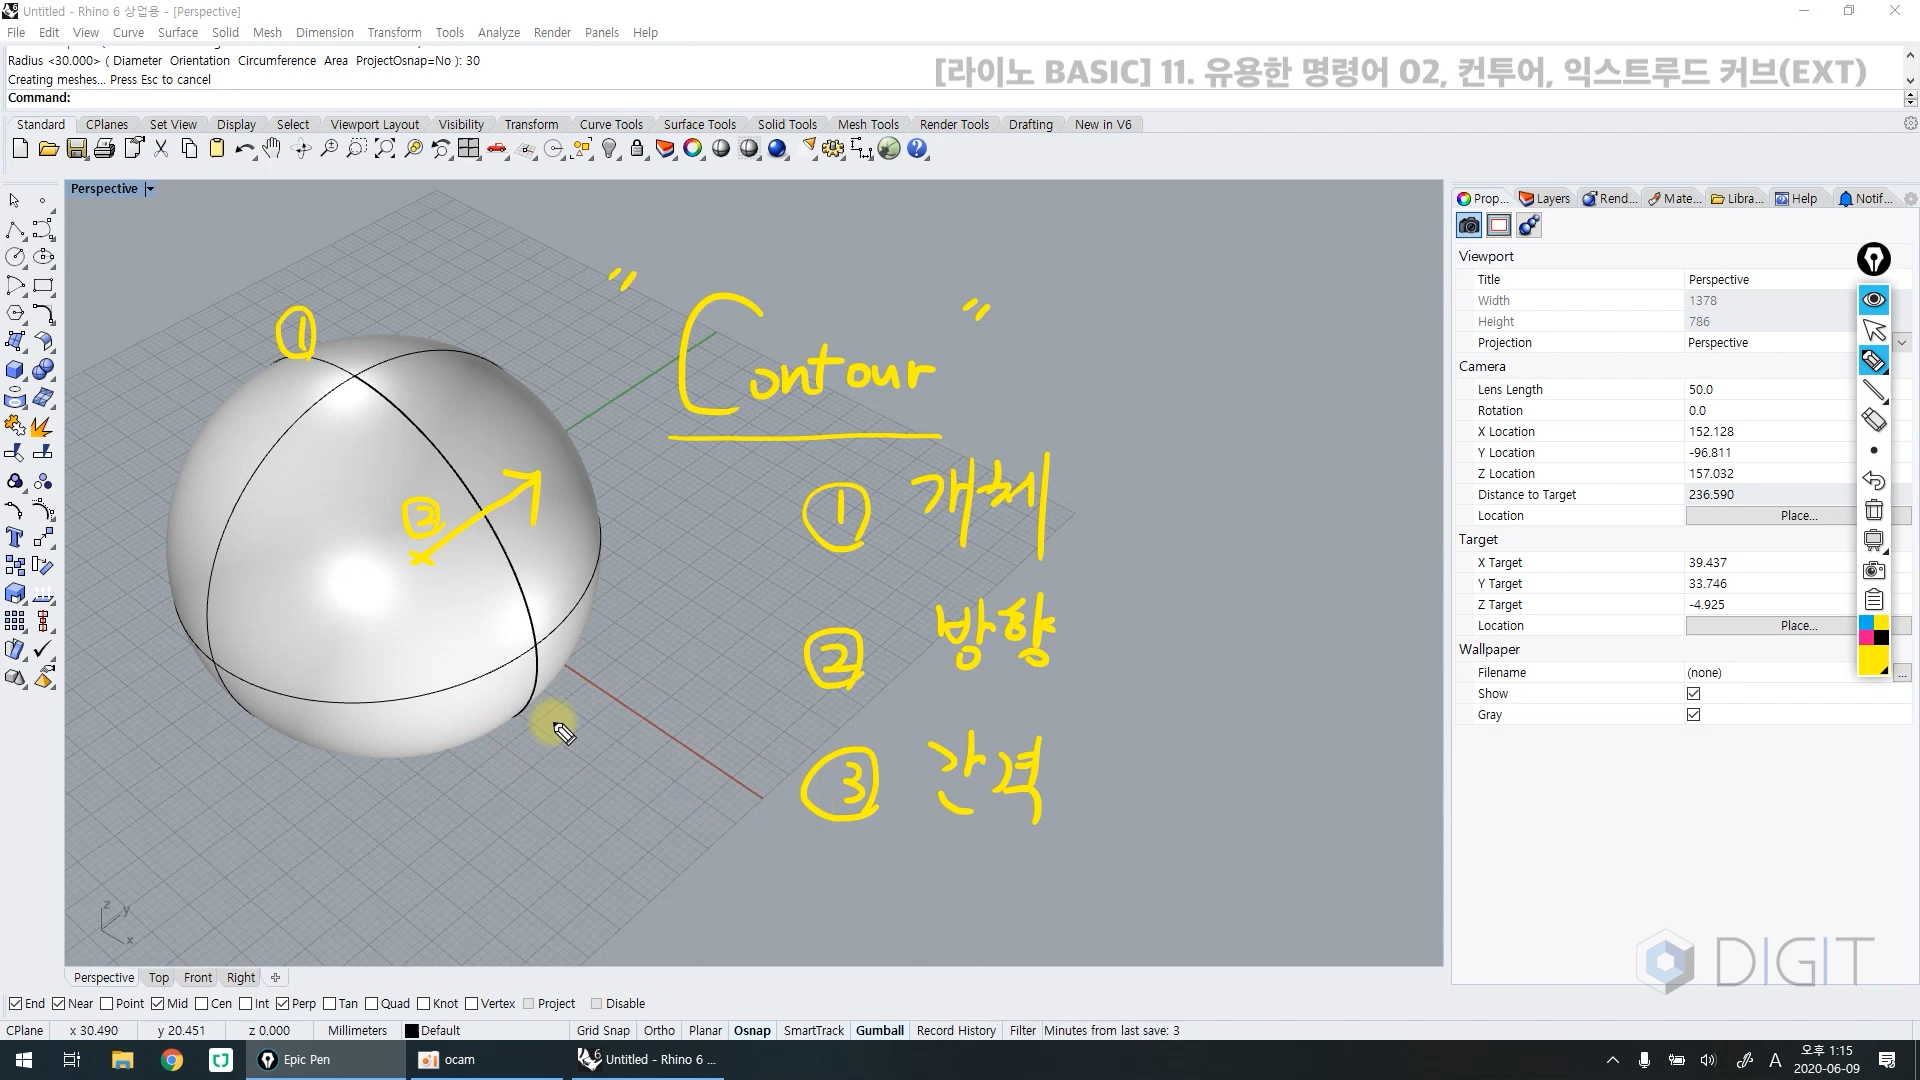 Untitled - Rhino 6 상업용 - [Perspective]
File Edit View Curve Surface Solid Mesh Dimension Transform Tools Analyze Render Panels Help
Radius <30.000> ( Diameter Orientation Circumference Area ProjectOsnap=No ): 30
Creating meshes... Press Esc to cancel
Command:
[라이노 BASIC] 11. 유용한 명령어 02, 컨투어, 익스트루드 커브(EXT)
Standard CPlanes Set View Display Select Viewport Layout Visibility Transform Curve Tools Surface Tools Solid Tools Mesh Tools Render Tools Drafting New in V6
Perspective
Prop... Layers Rend... Mate... Libra... Help Notif...
Viewport
Title Perspective
Width 1378
Height 786
Projection Perspective
Camera
Lens Length 50.0
Rotation 0.0
X Location 152.128
Y Location -96.811
Z Location 157.032
Distance to Target 236.590
Location Place...
Target
X Target 39.437
Y Target 33.746
Z Target -4.925
Location Place...
Wallpaper
Filename (none) ...
Show
Gray
" Contour "
① 개체
② 방향
③ 간격
①
②
z y x
DIGIT
Perspective Top Front Right
End Near Point Mid Cen Int Perp Tan Quad Knot Vertex Project Disable
CPlane x 30.490 y 20.451 z 0.000 Millimeters Default Grid Snap Ortho Planar Osnap SmartTrack Gumball Record History Filter Minutes from last save: 3
Epic Pen ocam Untitled - Rhino 6 ... A 오후 1:15
2020-06-09